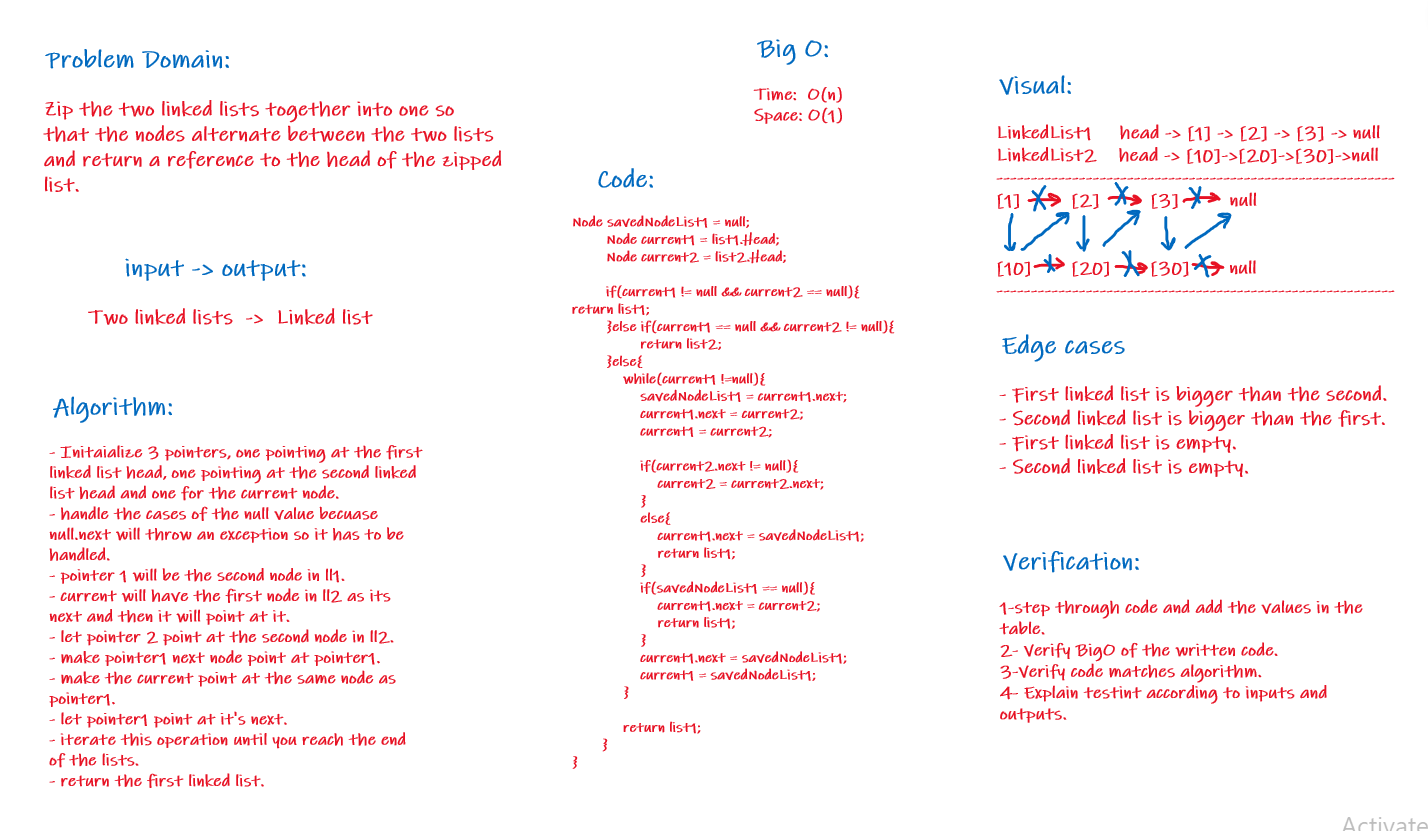 Problem Domain:
Zip the two linked lists together into one so
that the nodes alternate between the two lists
and return a reference to the head of the zipped
list.
input -> output:
Two linked lists -> Linked list
Algorithm:
- Initaialize 3 pointers, one pointing at the first
linked list head, one pointing at the second linked
list head and one for the current node.
- handle the cases of the null value becuase
null.next will throw an exception so it has to be
handled.
- pointer 1 will be the second node in ll1.
- current will have the first node in ll2 as its
next and then it will point at it.
- let pointer 2 point at the second node in ll2.
- make pointer1 next node point at pointer1.
- make the current point at the same node as
pointer1.
- let pointer1 point at it's next.
- iterate this operation until you reach the end
of the lists.
- return the first linked list.
Big O:
Time: O(n)
Space: O(1)
Code:
Node savedNodeList1 = null;
Node current1 = list1.Head;
Node current2 = list2.Head;
if(current1 != null && current2 == null){
return list1;
}else if(current1 == null && current2 != null){
return list2;
}else{
while(current1 !=null){
savedNodeList1 = current1.next;
current1.next = current2;
current1 = current2;
if(current2.next != null){
current2 = current2.next;
}
else{
current1.next = savedNodeList1;
return list1;
}
if(savedNodeList1 == null){
current1.next = current2;
return list1;
}
current1.next = savedNodeList1;
current1 = savedNodeList1;
}
return list1;
}
}
Visual:
LinkedList1 head -> [1] -> [2] -> [3] -> null
LinkedList2 head -> [10]->[20]->[30]->null
[1] [2] [3] null
[10] [20] [30] null
Edge cases
- First linked list is bigger than the second.
- Second linked list is bigger than the first.
- First linked list is empty.
- Second linked list is empty.
Verification:
1-step through code and add the values in the
table.
2- Verify BigO of the written code.
3-Verify code matches algorithm.
4- Explain testint according to inputs and
outputs.
Activate